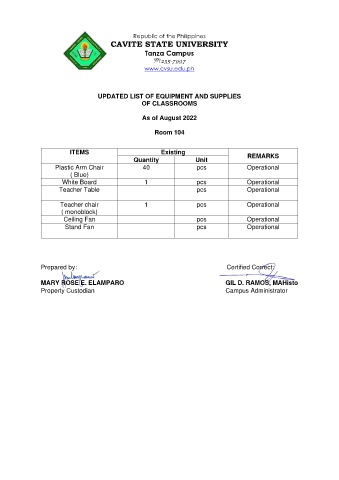 Republic of the Philippines
CAVITE STATE UNIVERSITY
Tanza Campus
www.cvsu.edu.ph
UPDATED LIST OF EQUIPMENT AND SUPPLIES
OF CLASSROOMS
As of August 2022
Room 104
ITEMS Existing REMARKS
Quantity Unit
Plastic Arm Chair 40 pcs Operational
( Blue)
White Board 1 pcs Operational
Teacher Table pcs Operational
Teacher chair 1 pcs Operational
( monoblock)
Ceiling Fan pcs Operational
Stand Fan pcs Operational
Prepared by: Certified Correct:
MARY ROSE E. ELAMPARO GIL D. RAMOS, MAHisto
Property Custodian Campus Administrator